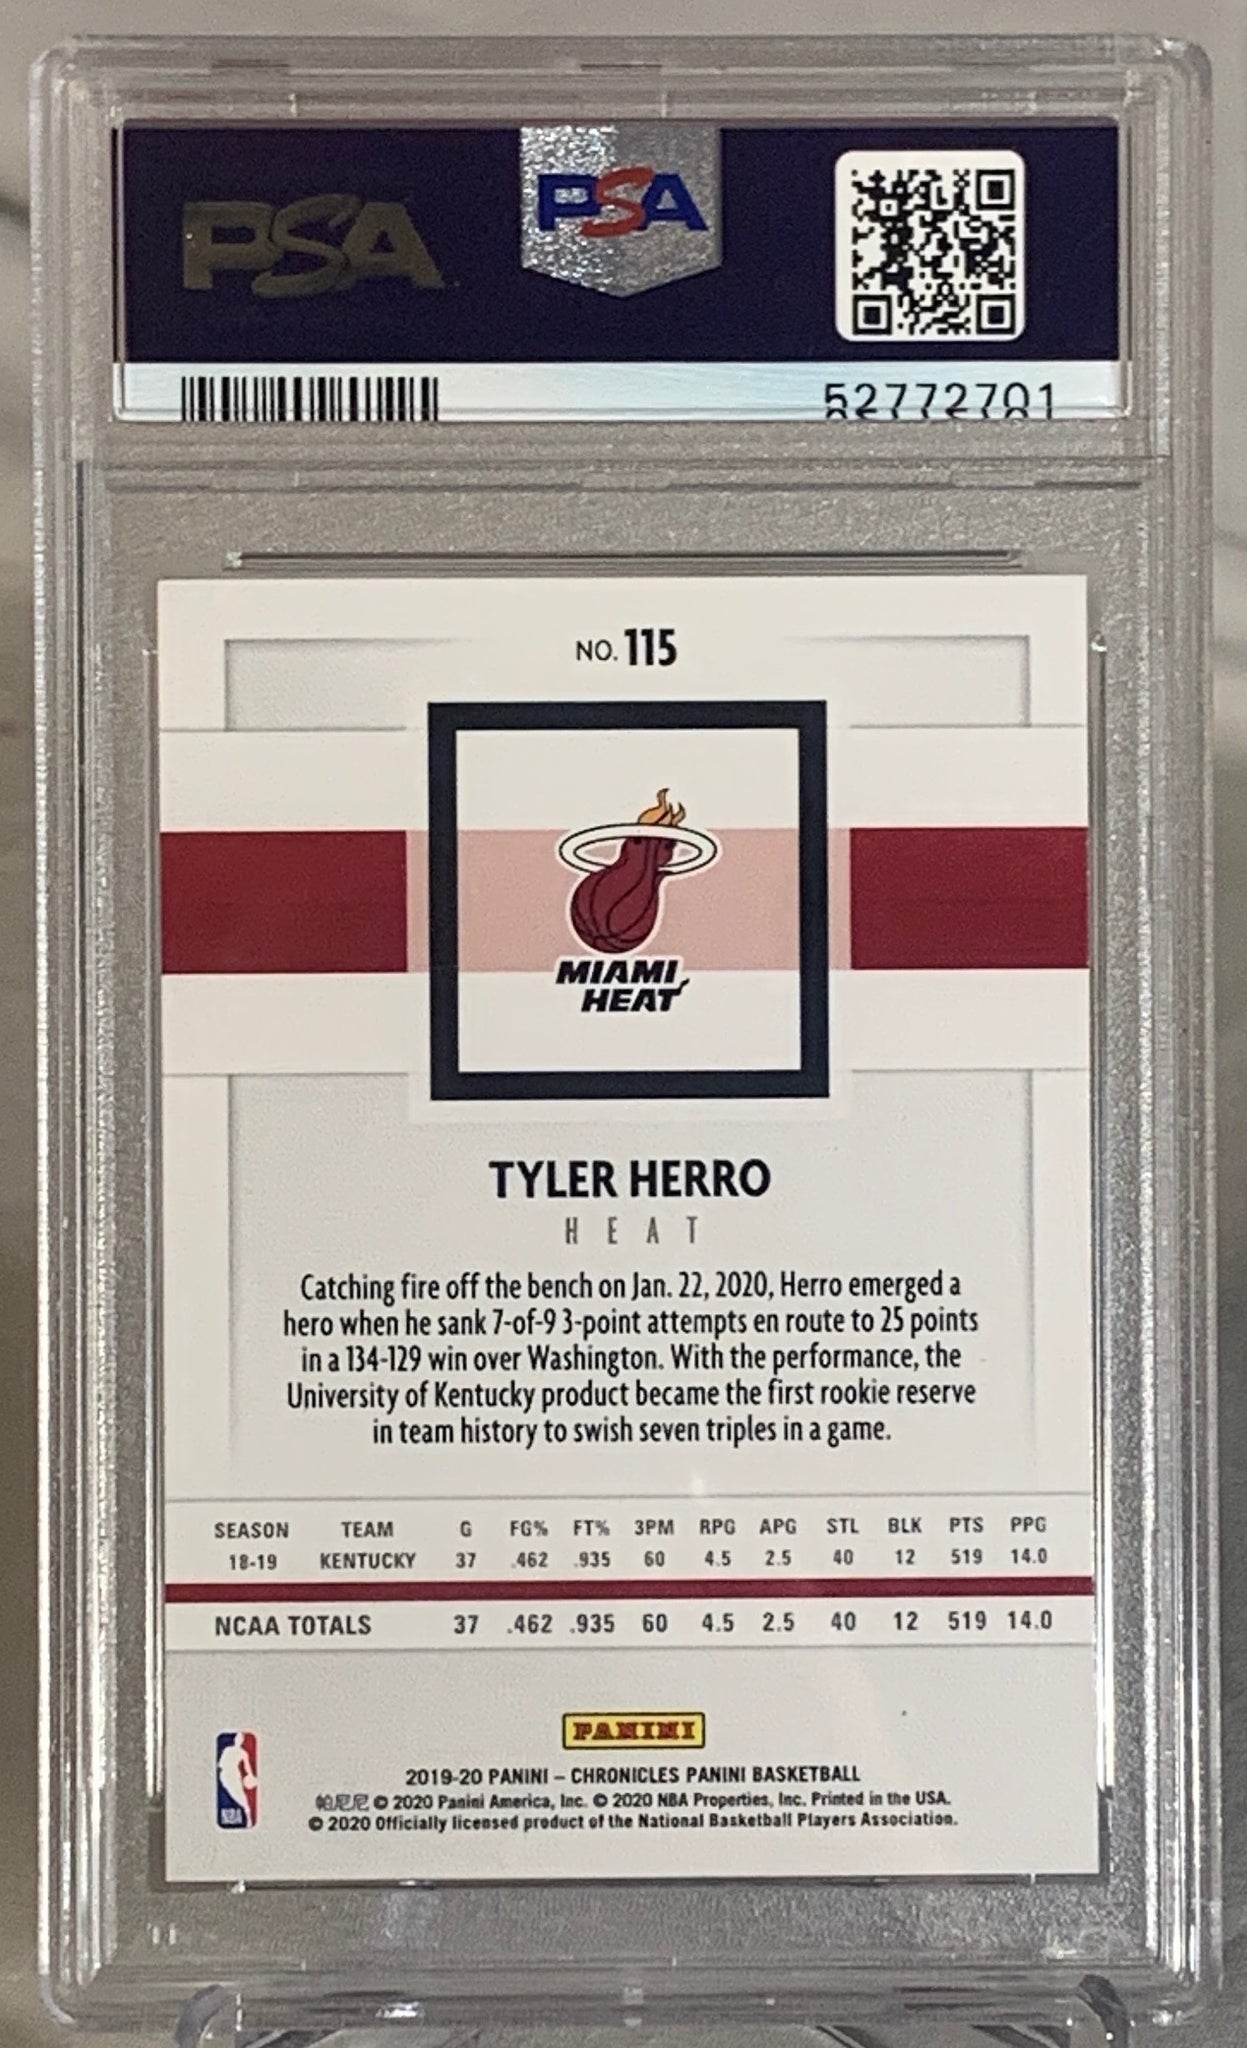 PSA
PSA
52772701
NO. 115
MIAMI
HEAT
TYLER HERRO
HEAT
Catching fire off the bench on Jan. 22, 2020, Herro emerged a
hero when he sank 7-of-9 3-point attempts en route to 25 points
in a 134-129 win over Washington. With the performance, the
University of Kentucky product became the first rookie reserve
in team history to swish seven triples in a game.
SEASON TEAM G FG% FT% 3PM RPG APG STL BLK PTS PPG
18-19 KENTUCKY 37 .462 .935 60 4.5 2.5 40 12 519 14.0
NCAA TOTALS 37 .462 .935 60 4.5 2.5 40 12 519 14.0
PANINI
NBA
2019-20 PANINI – CHRONICLES PANINI BASKETBALL
帕尼尼 © 2020 Panini America, Inc. © 2020 NBA Properties, Inc. Printed in the USA.
© 2020 Officially licensed product of the National Basketball Players Association.